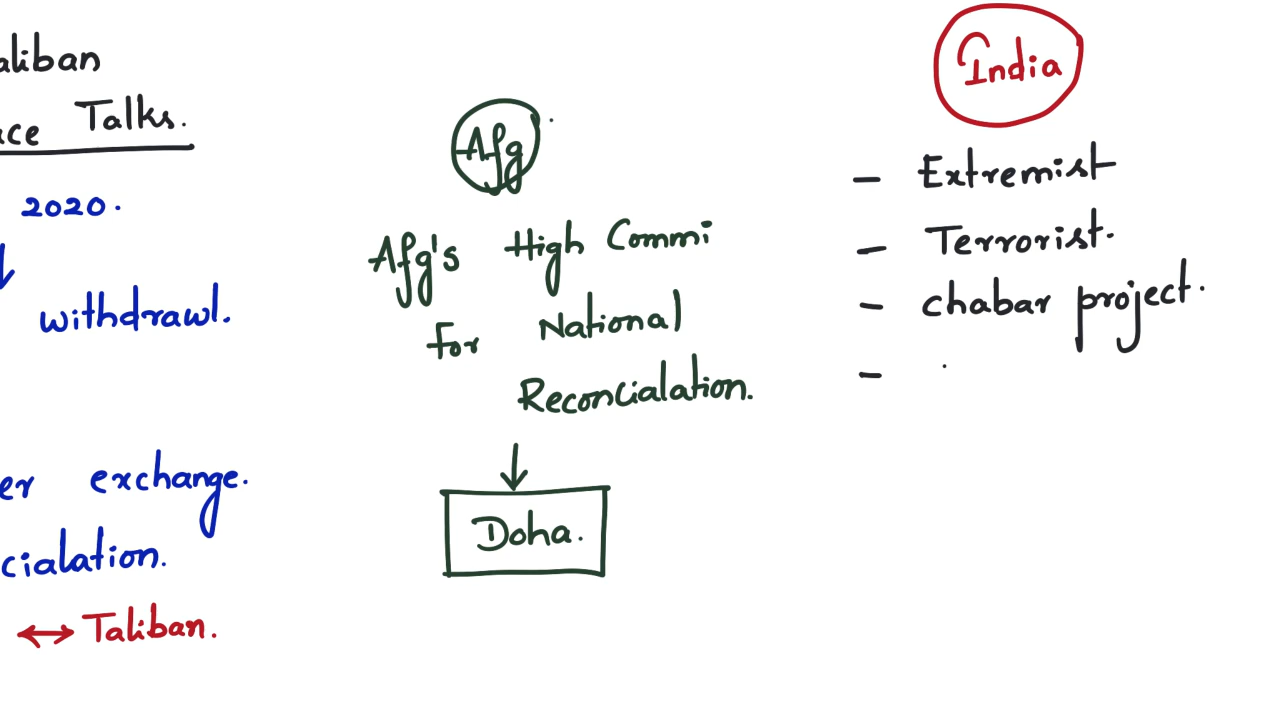 aliban
ce Talks.
2020.
withdrawl.
er exchange.
cialation.
↔ Taliban.
Afg
Afg's High Commi
For National
Reconcialation.
Doha.
India
- Extremist
- Terrorist.
- chabar project.
-